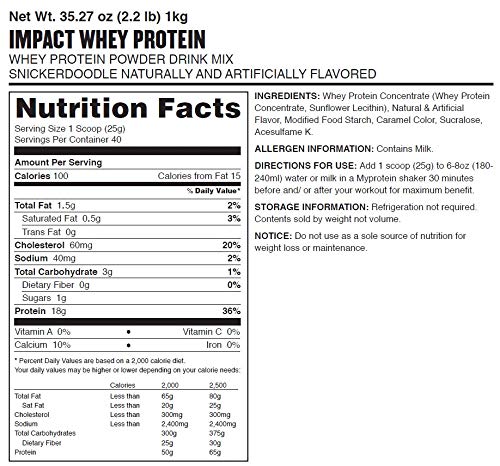 Net Wt. 35.27 oz (2.2 lb) 1kg
IMPACT WHEY PROTEIN
WHEY PROTEIN POWDER DRINK MIX
SNICKERDOODLE NATURALLY AND ARTIFICIALLY FLAVORED
Nutrition Facts
Serving Size 1 Scoop (25g)
Servings Per Container 40
Amount Per Serving
Calories 100 Calories from Fat 15
% Daily Value*
Total Fat 1.5g 2%
Saturated Fat 0.5g 3%
Trans Fat 0g
Cholesterol 60mg 20%
Sodium 40mg 2%
Total Carbohydrate 3g 1%
Dietary Fiber 0g 0%
Sugars 1g
Protein 18g 36%
Vitamin A 0% • Vitamin C 0%
Calcium 10% • Iron 0%
* Percent Daily Values are based on a 2,000 calorie diet.
Your daily values may be higher or lower depending on your calorie needs:
Calories 2,000 2,500
Total Fat Less than 65g 80g
Sat Fat Less than 20g 25g
Cholesterol Less than 300mg 300mg
Sodium Less than 2,400mg 2,400mg
Total Carbohydrates 300g 375g
Dietary Fiber 25g 30g
Protein 50g 65g
INGREDIENTS: Whey Protein Concentrate (Whey Protein
Concentrate, Sunflower Lecithin), Natural & Artificial
Flavor, Modified Food Starch, Caramel Color, Sucralose,
Acesulfame K.
ALLERGEN INFORMATION: Contains Milk.
DIRECTIONS FOR USE: Add 1 scoop (25g) to 6-8oz (180-
240ml) water or milk in a Myprotein shaker 30 minutes
before and/ or after your workout for maximum benefit.
STORAGE INFORMATION: Refrigeration not required.
Contents sold by weight not volume.
NOTICE: Do not use as a sole source of nutrition for
weight loss or maintenance.